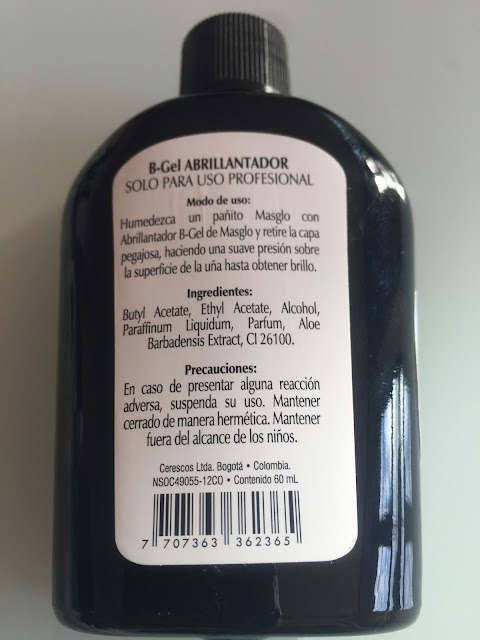 B-Gel ABRILLANTADOR
SOLO PARA USO PROFESIONAL
Modo de uso:
Humedezca un pañito Masglo con
Abrillantador B-Gel de Masglo y retire la capa
pegajosa, haciendo una suave presión sobre
la superficie de la uña hasta obtener brillo.
Ingredientes:
Butyl Acetate, Ethyl Acetate, Alcohol,
Paraffinum Liquidum, Parfum, Aloe
Barbadensis Extract, CI 26100.
Precauciones:
En caso de presentar alguna reacción
adversa, suspenda su uso. Mantener
cerrado de manera hermética. Mantener
fuera del alcance de los niños.
Cerescos Ltda. Bogotá • Colombia.
NSOC49055-12CO • Contenido 60 mL
7 707363 362365